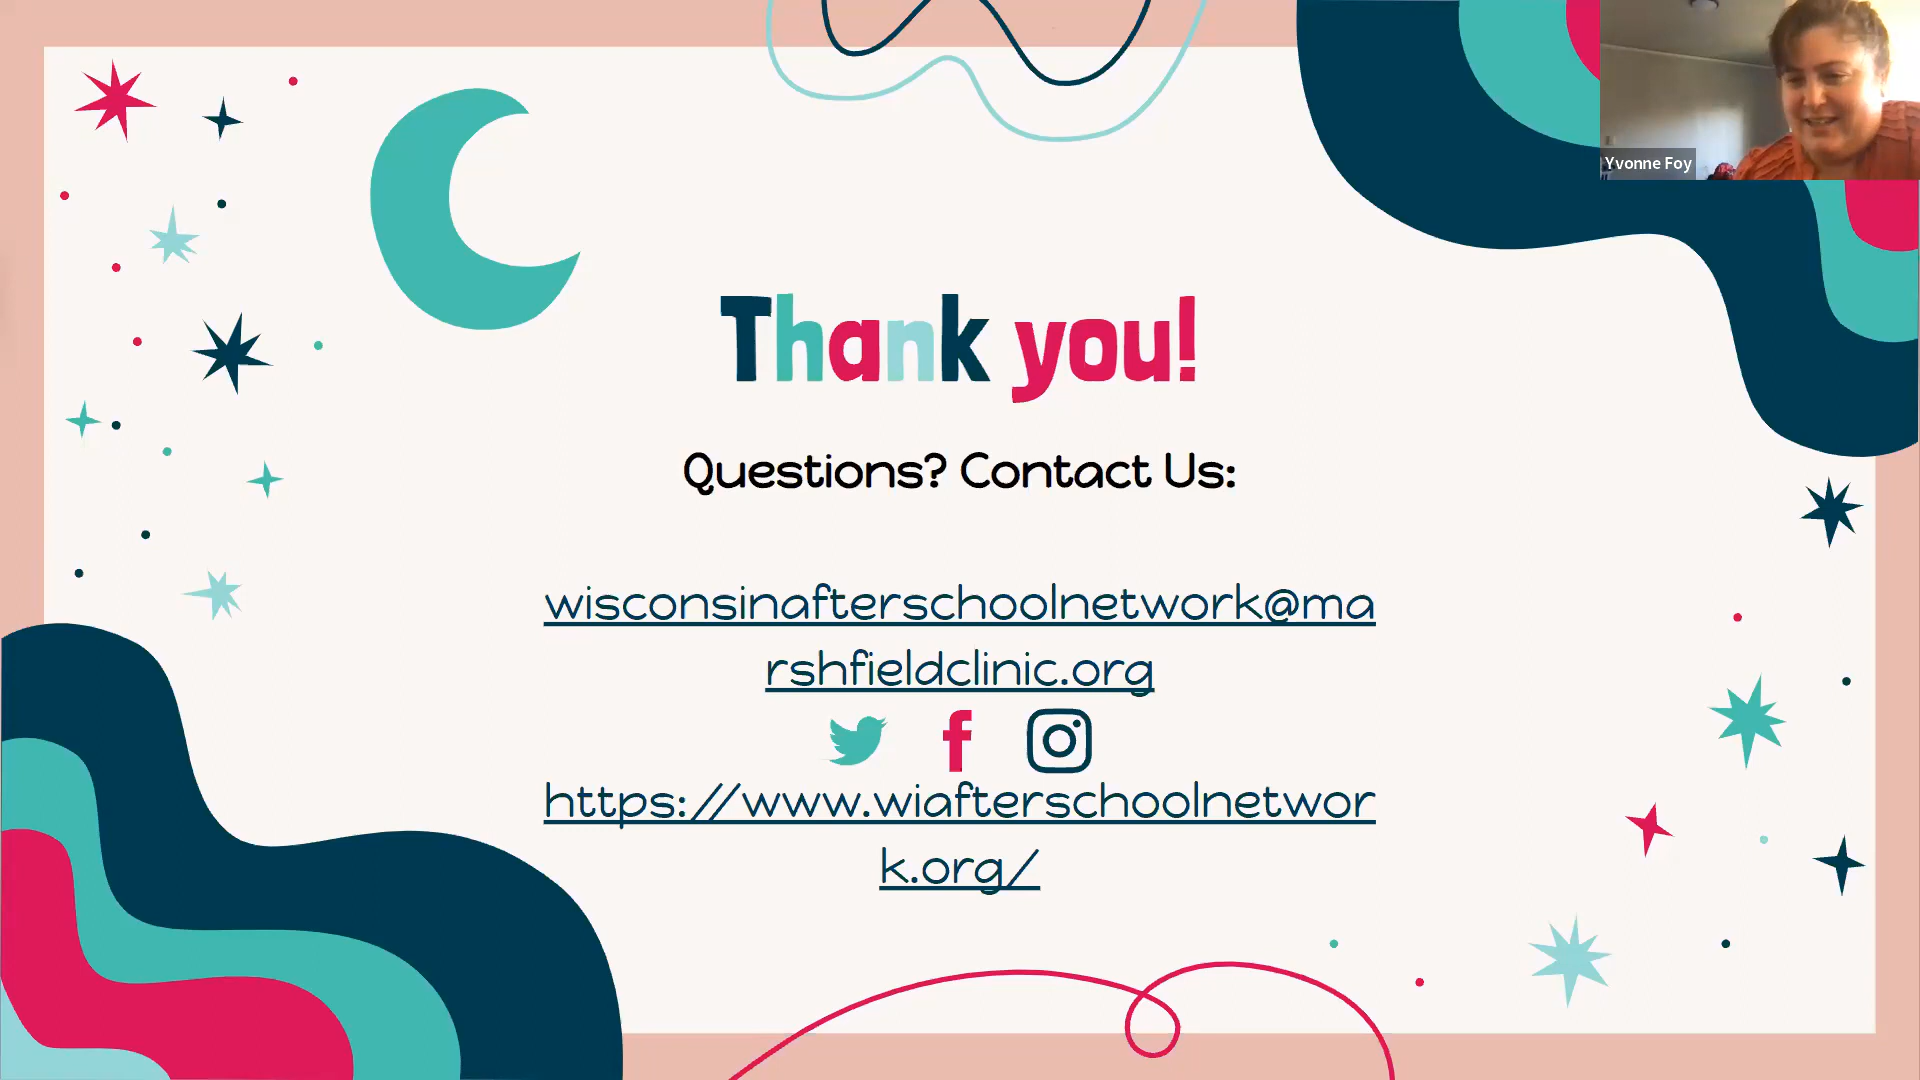 Yvonne Foy
Thank you!
Questions? Contact Us:
wisconsinafterschoolnetwork@ma
rshfieldclinic.org
https://www.wiafterschoolnetwor
k.org/